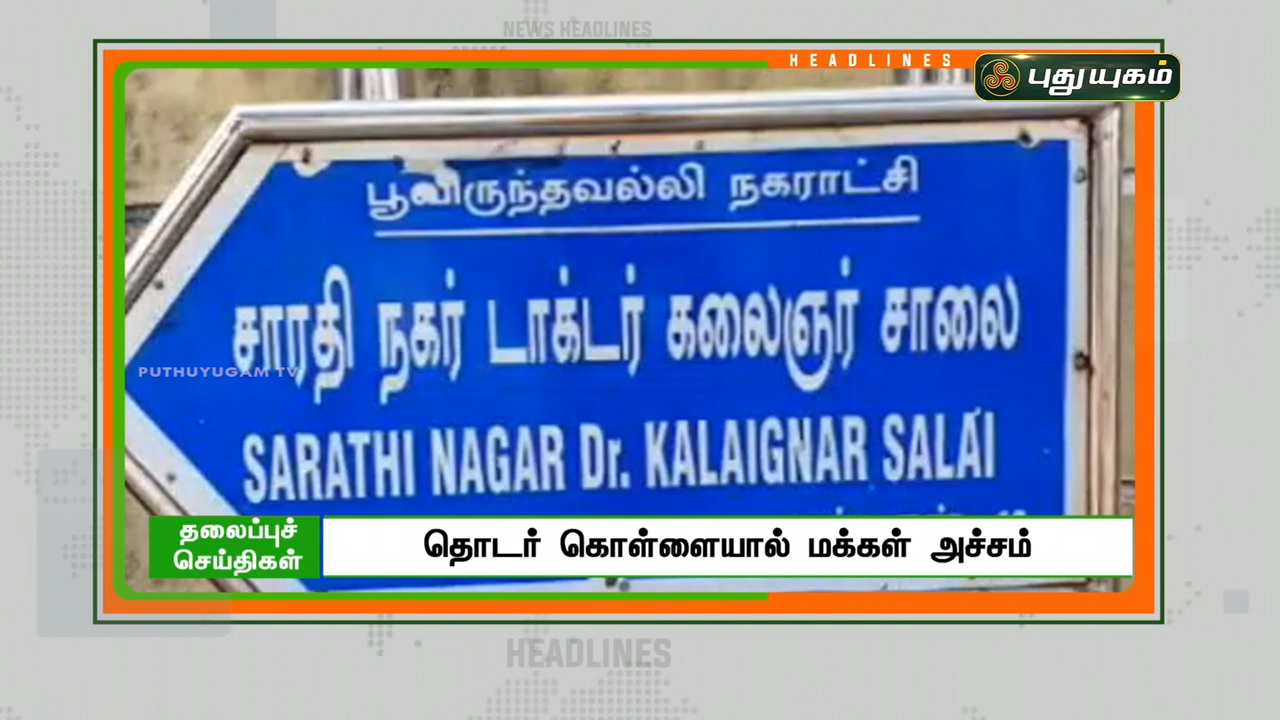 NEWS HEADLINES
HEADLINES
புதுயுகம்
பூவிருந்தவல்லி நகராட்சி
சாரதி நகர் டாக்டர் கலைஞர் சாலை
PUTHUYUGAM TV
SARATHI NAGAR Dr. KALAIGNAR SALAI
தலைப்புச் செய்திகள்
தொடர் கொள்ளையால் மக்கள் அச்சம்
HEADLINES